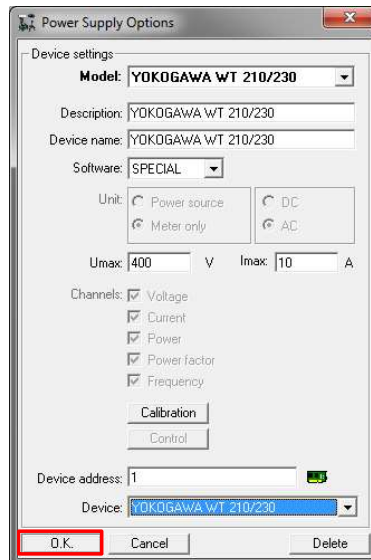 Power Supply Options
Device settings
Model: YOKOGAWA WT 210/230
Description: YOKOGAWA WT 210/230
Device name: YOKOGAWA WT 210/230
Software: SPECIAL
Unit: Power source DC
Meter only AC
Umax: 400 V Imax: 10 A
Channels: Voltage
Current
Power
Power factor
Frequency
Calibration
Control
Device address: 1
Device: YOKOGAWA WT 210/230
O.K. Cancel Delete